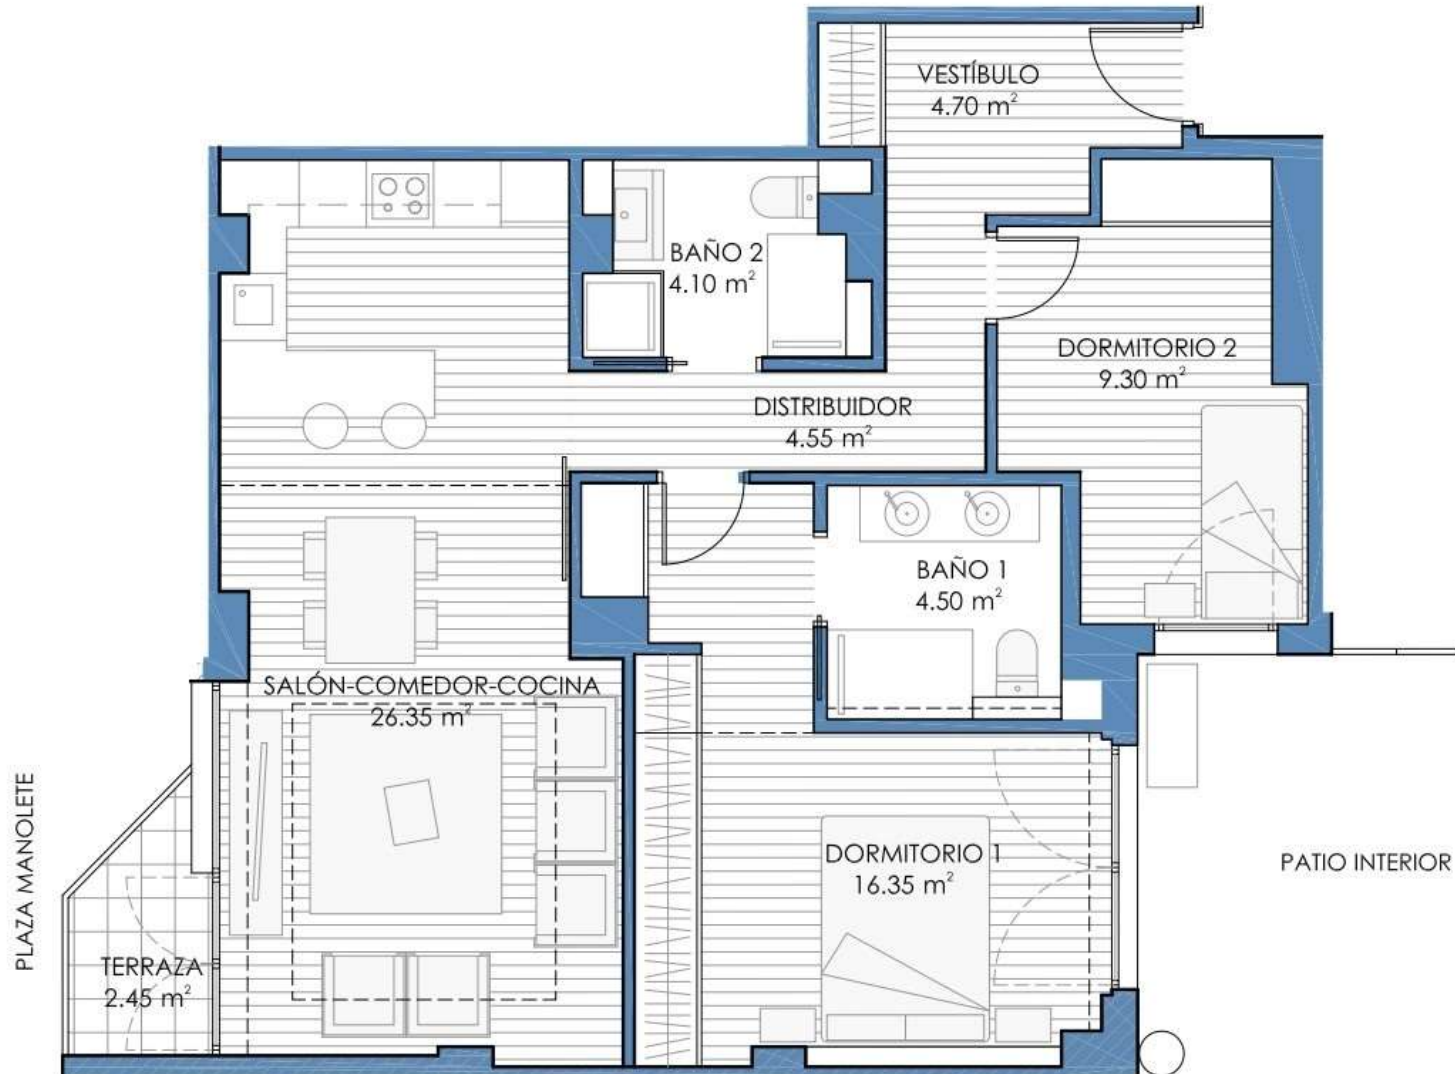 VESTÍBULO
4.70 m²
BAÑO 2
4.10 m²
DORMITORIO 2
9.30 m²
DISTRIBUIDOR
4.55 m²
BAÑO 1
4.50 m²
SALÓN-COMEDOR-COCINA
26.35 m²
PLAZA MANOLETE
DORMITORIO 1
16.35 m²
PATIO INTERIOR
TERRAZA
2.45 m²